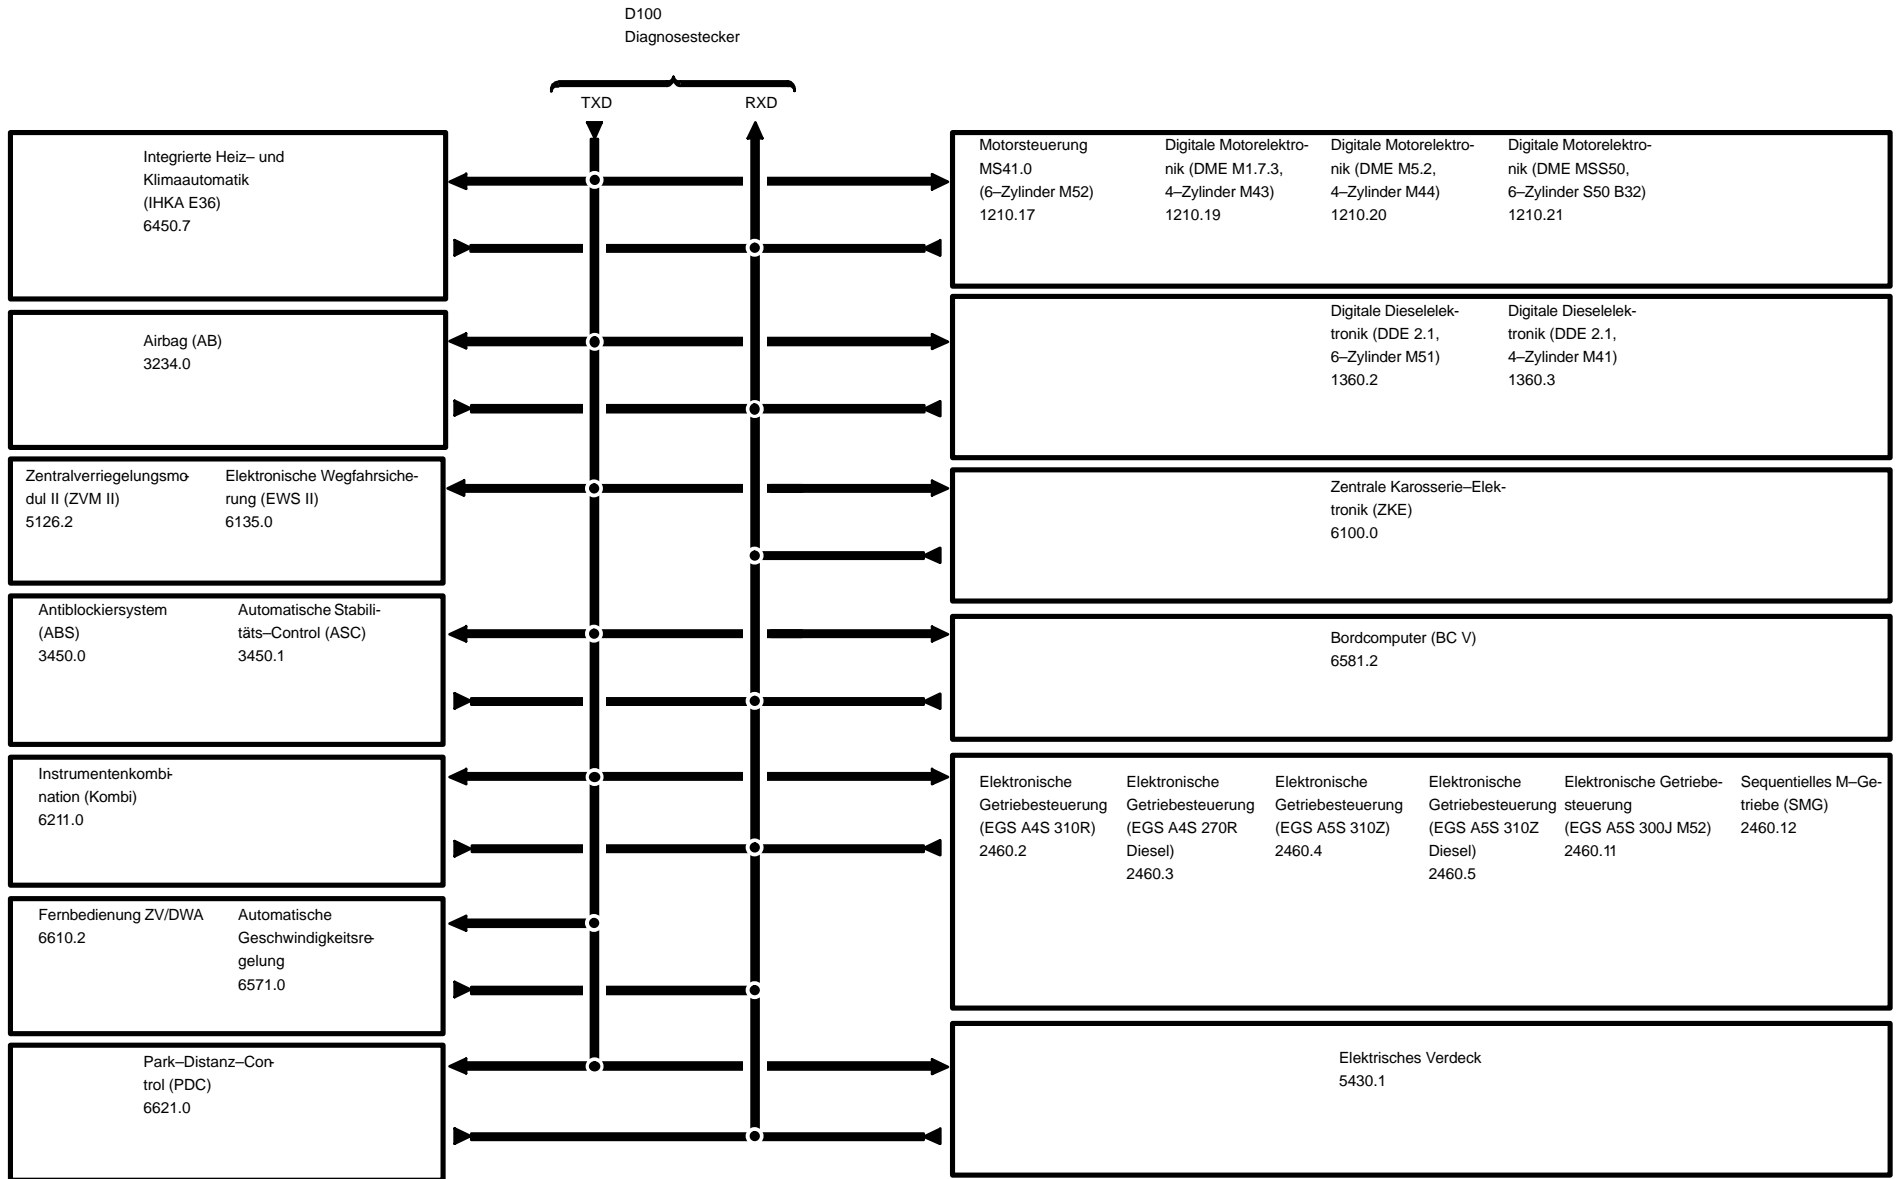 D100
Diagnosestecker
TXD
RXD
Integrierte Heiz– und
Klimaautomatik
(IHKA E36)
6450.7
Motorsteuerung
MS41.0
(6–Zylinder M52)
1210.17
Digitale Motorelektro-
nik (DME M1.7.3,
4–Zylinder M43)
1210.19
Digitale Motorelektro-
nik (DME M5.2,
4–Zylinder M44)
1210.20
Digitale Motorelektro-
nik (DME MSS50,
6–Zylinder S50 B32)
1210.21
Airbag (AB)
3234.0
Digitale Dieselelek-
tronik (DDE 2.1,
6–Zylinder M51)
1360.2
Digitale Dieselelek-
tronik (DDE 2.1,
4–Zylinder M41)
1360.3
Zentralverriegelungsmo-
dul II (ZVM II)
5126.2
Elektronische Wegfahrsiche-
rung (EWS II)
6135.0
Zentrale Karosserie–Elek-
tronik (ZKE)
6100.0
Antiblockiersystem
(ABS)
3450.0
Automatische Stabili-
täts–Control (ASC)
3450.1
Bordcomputer (BC V)
6581.2
Instrumentenkombi-
nation (Kombi)
6211.0
Elektronische
Getriebesteuerung
(EGS A4S 310R)
2460.2
Elektronische
Getriebesteuerung
(EGS A4S 270R
Diesel)
2460.3
Elektronische
Getriebesteuerung
(EGS A5S 310Z)
2460.4
Elektronische
Getriebesteuerung
(EGS A5S 310Z
Diesel)
2460.5
Elektronische Getriebe-
steuerung
(EGS A5S 300J M52)
2460.11
Sequentielles M–Ge-
triebe (SMG)
2460.12
Fernbedienung ZV/DWA
6610.2
Automatische
Geschwindigkeitsre-
gelung
6571.0
Park–Distanz–Con-
trol (PDC)
6621.0
Elektrisches Verdeck
5430.1